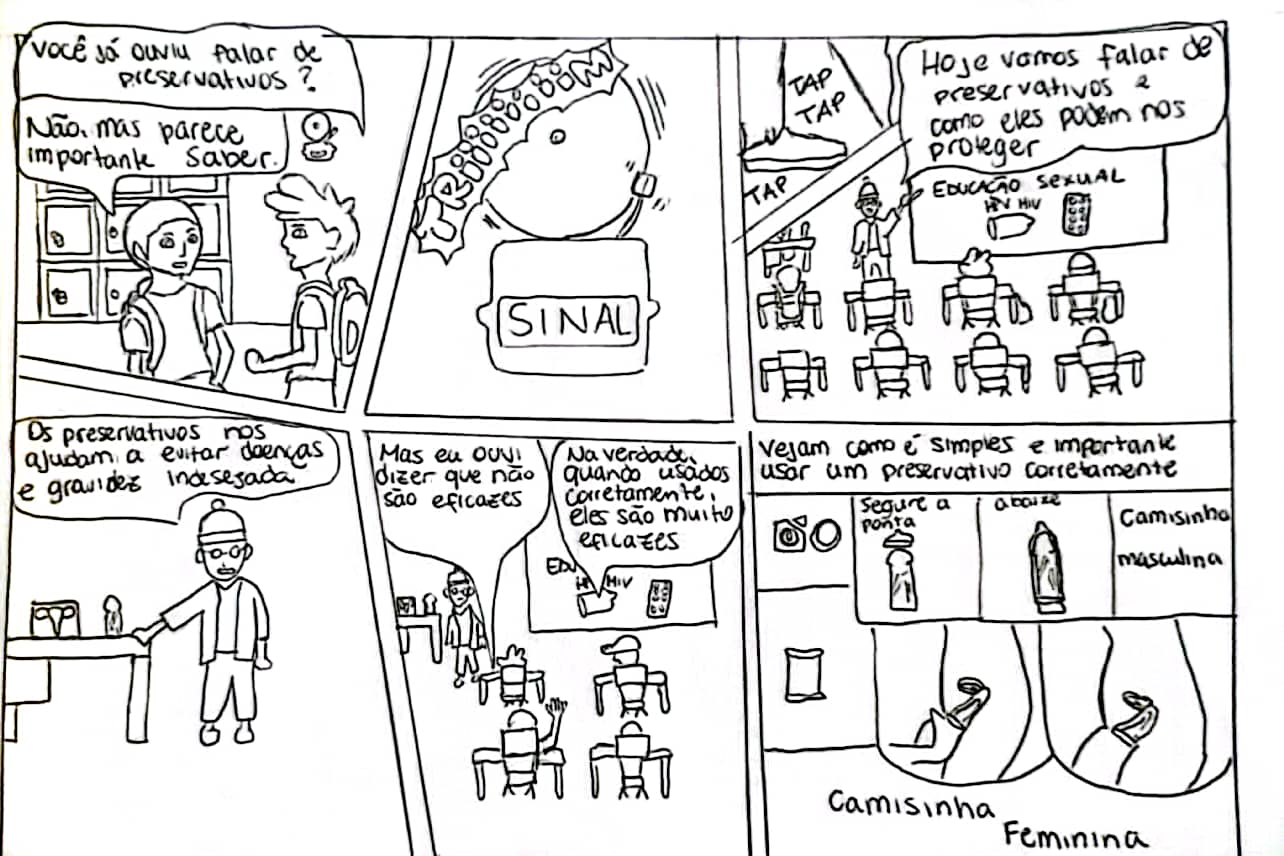 Você já ouviu falar de
preservativos?
Não, mas parece
importante saber.
TRiiiiiiiiM
SINAL
TAP
TAP
TAP
Hoje vamos falar de
preservativos e
como eles podem nos
proteger
EDUCAÇÃO SEXUAL
HIV HIV
Os preservativos nos
ajudam a evitar doenças
e gravidez indesejada
Mas eu ouvi
dizer que não
são eficazes
Na verdade,
quando usados
corretamente,
eles são muito
eficazes
EDU
HIV
Vejam como é simples e importante
usar um preservativo corretamente
Segure a
ponta
abaixe
Camisinha
masculina
Camisinha
Feminina